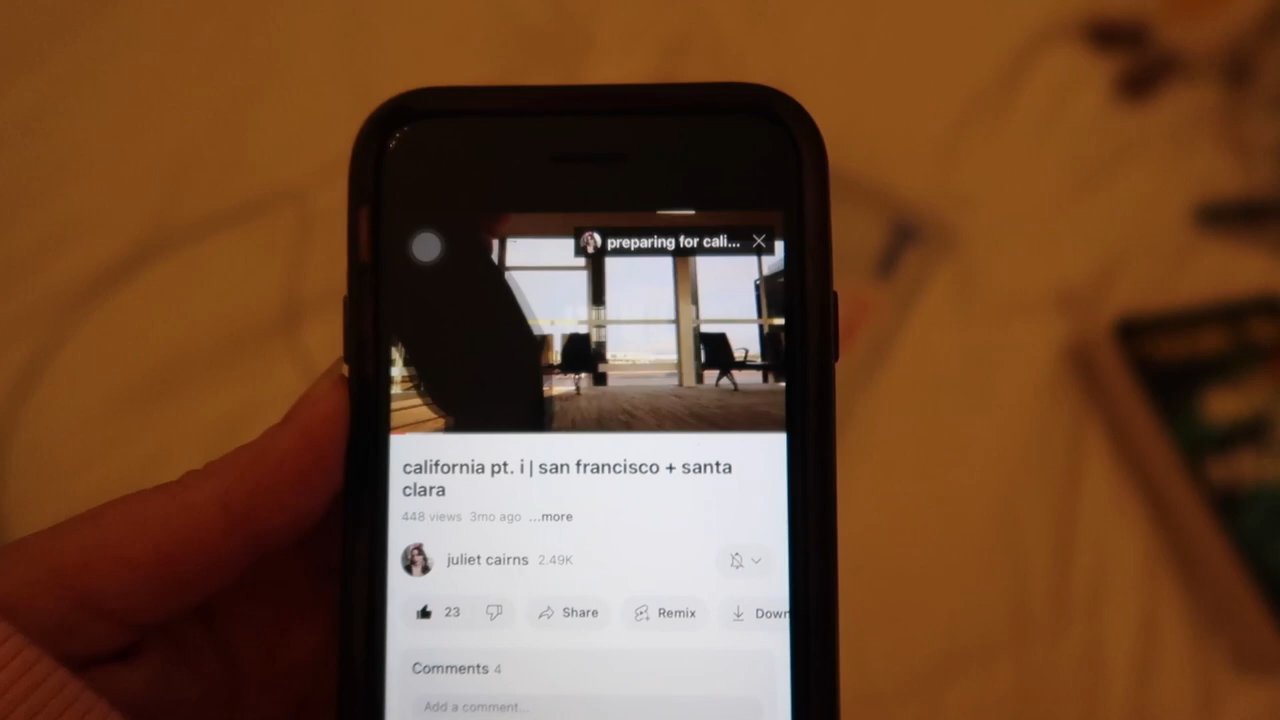 preparing for cali...
california pt. i | san francisco + santa
clara
448 views 3mo ago ...more
juliet cairns 2.49K
23 Share Remix Down
Comments 4
Add a comment...